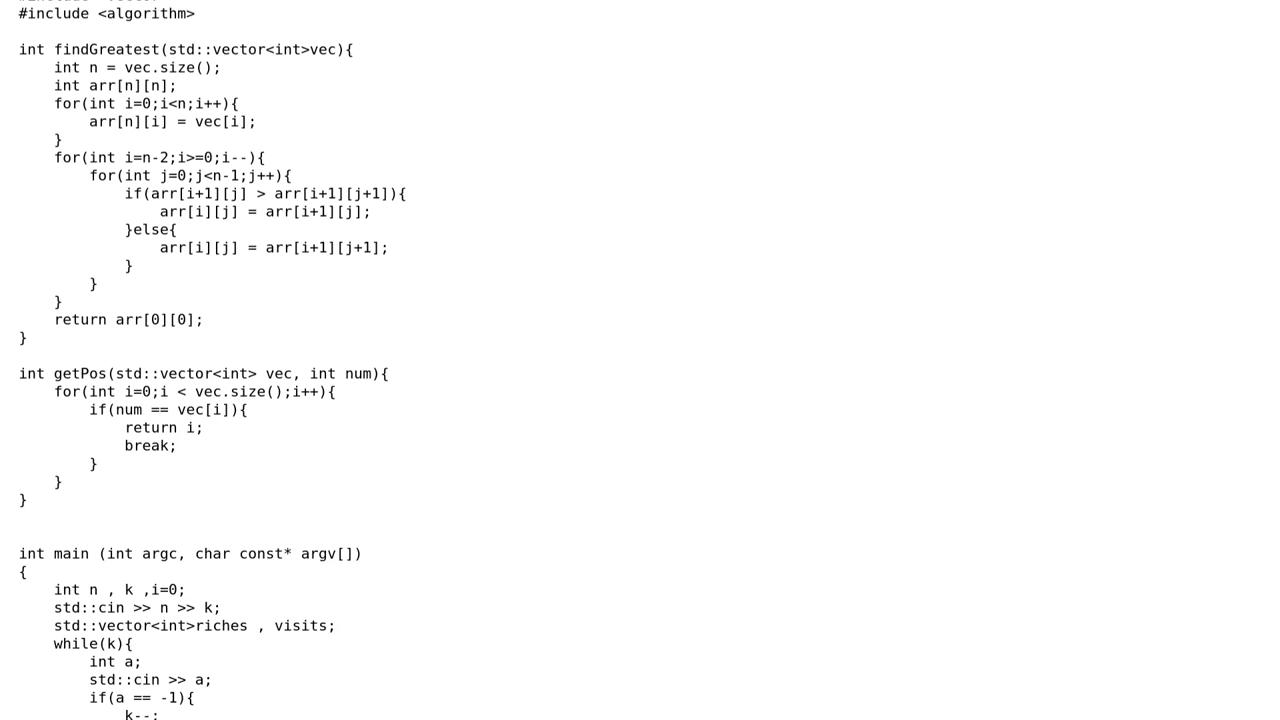 #include <algorithm>

int findGreatest(std::vector<int>vec){
    int n = vec.size();
    int arr[n][n];
    for(int i=0;i<n;i++){
        arr[n][i] = vec[i];
    }
    for(int i=n-2;i>=0;i--){
        for(int j=0;j<n-1;j++){
            if(arr[i+1][j] > arr[i+1][j+1]){
                arr[i][j] = arr[i+1][j];
            }else{
                arr[i][j] = arr[i+1][j+1];
            }
        }
    }
    return arr[0][0];
}

int getPos(std::vector<int> vec, int num){
    for(int i=0;i < vec.size();i++){
        if(num == vec[i]){
            return i;
            break;
        }
    }
}


int main (int argc, char const* argv[])
{
    int n , k ,i=0;
    std::cin >> n >> k;
    std::vector<int>riches , visits;
    while(k){
        int a;
        std::cin >> a;
        if(a == -1){
            k--;